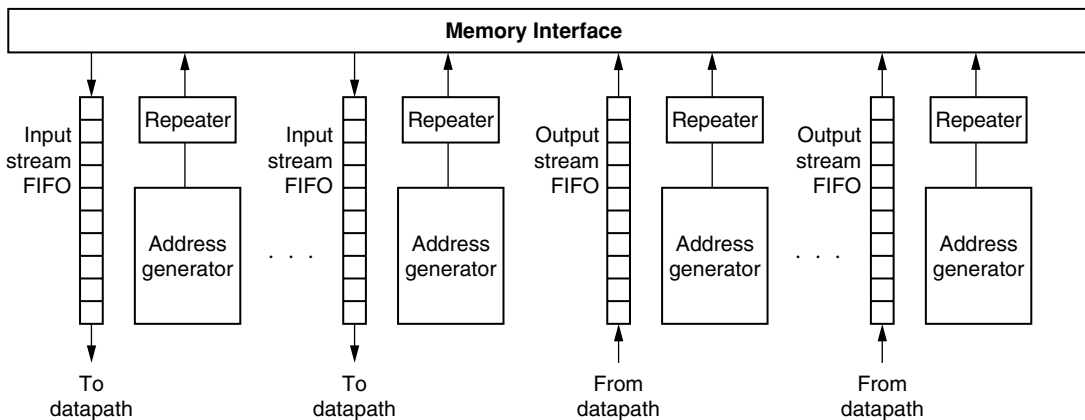 Memory Interface
Input
stream
FIFO
Repeater
Address
generator
To
datapath
. . .
Input
stream
FIFO
Repeater
Address
generator
To
datapath
Output
stream
FIFO
Repeater
Address
generator
From
datapath
. . .
Output
stream
FIFO
Repeater
Address
generator
From
datapath